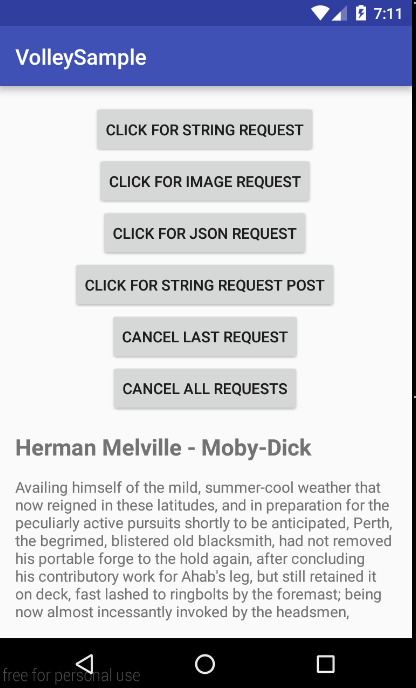 7:11
VolleySample
CLICK FOR STRING REQUEST
CLICK FOR IMAGE REQUEST
CLICK FOR JSON REQUEST
CLICK FOR STRING REQUEST POST
CANCEL LAST REQUEST
CANCEL ALL REQUESTS
Herman Melville - Moby-Dick
Availing himself of the mild, summer-cool weather that
now reigned in these latitudes, and in preparation for the
peculiarly active pursuits shortly to be anticipated, Perth,
the begrimed, blistered old blacksmith, had not removed
his portable forge to the hold again, after concluding
his contributory work for Ahab's leg, but still retained it
on deck, fast lashed to ringbolts by the foremast; being
now almost incessantly invoked by the headsmen,
free for personal use